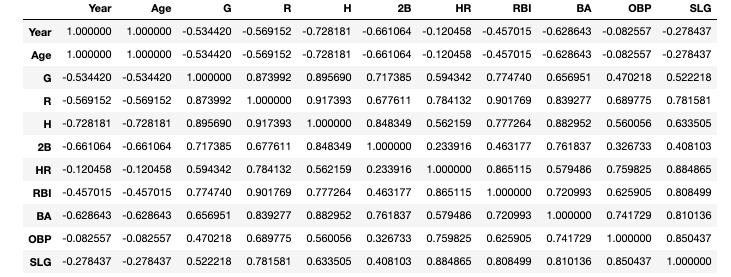 Year Age G R H 2B HR RBI BA OBP SLG
Year 1.000000 1.000000 -0.534420 -0.569152 -0.728181 -0.661064 -0.120458 -0.457015 -0.628643 -0.082557 -0.278437
Age 1.000000 1.000000 -0.534420 -0.569152 -0.728181 -0.661064 -0.120458 -0.457015 -0.628643 -0.082557 -0.278437
G -0.534420 -0.534420 1.000000 0.873992 0.895690 0.717385 0.594342 0.774740 0.656951 0.470218 0.522218
R -0.569152 -0.569152 0.873992 1.000000 0.917393 0.677611 0.784132 0.901769 0.839277 0.689775 0.781581
H -0.728181 -0.728181 0.895690 0.917393 1.000000 0.848349 0.562159 0.777264 0.882952 0.560056 0.633505
2B -0.661064 -0.661064 0.717385 0.677611 0.848349 1.000000 0.233916 0.463177 0.761837 0.326733 0.408103
HR -0.120458 -0.120458 0.594342 0.784132 0.562159 0.233916 1.000000 0.865115 0.579486 0.759825 0.884865
RBI -0.457015 -0.457015 0.774740 0.901769 0.777264 0.463177 0.865115 1.000000 0.720993 0.625905 0.808499
BA -0.628643 -0.628643 0.656951 0.839277 0.882952 0.761837 0.579486 0.720993 1.000000 0.741729 0.810136
OBP -0.082557 -0.082557 0.470218 0.689775 0.560056 0.326733 0.759825 0.625905 0.741729 1.000000 0.850437
SLG -0.278437 -0.278437 0.522218 0.781581 0.633505 0.408103 0.884865 0.808499 0.810136 0.850437 1.000000